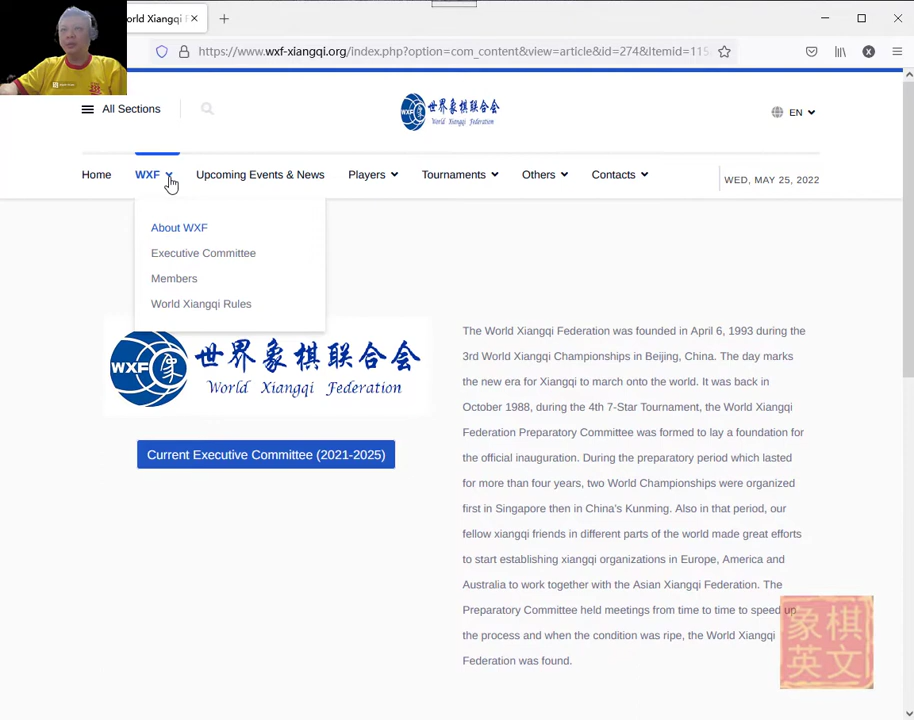 orld Xiangqi F
https://www.wxf-xiangqi.org/index.php?option=com_content&view=article&id=274&Itemid=115
All Sections
WXF
世界象棋联合会
World Xiangqi Federation
EN
Home
WXF
Upcoming Events & News
Players
Tournaments
Others
Contacts
WED, MAY 25, 2022
About WXF
Executive Committee
Members
World Xiangqi Rules
WXF 象
世界象棋联合会
World Xiangqi Federation
Current Executive Committee (2021-2025)
The World Xiangqi Federation was founded in April 6, 1993 during the
3rd World Xiangqi Championships in Beijing, China. The day marks
the new era for Xiangqi to march onto the world. It was back in
October 1988, during the 4th 7-Star Tournament, the World Xiangqi
Federation Preparatory Committee was formed to lay a foundation for
the official inauguration. During the preparatory period which lasted
for more than four years, two World Championships were organized
first in Singapore then in China's Kunming. Also in that period, our
fellow xiangqi friends in different parts of the world made great efforts
to start establishing xiangqi organizations in Europe, America and
Australia to work together with the Asian Xiangqi Federation. The
Preparatory Committee held meetings from time to time to speed up
the process and when the condition was ripe, the World Xiangqi
Federation was found.
象棋
英文